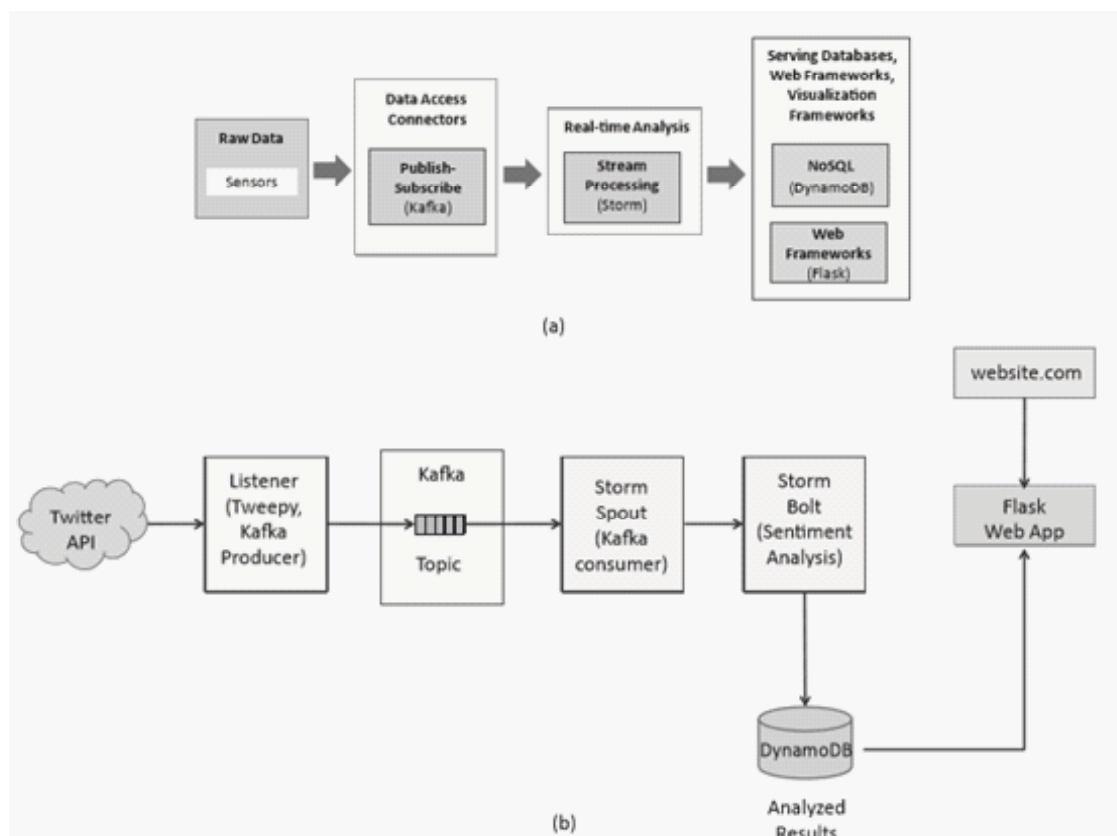 Raw Data
Sensors
Data Access
Connectors
Publish-
Subscribe
(Kafka)
Real-time Analysis
Stream
Processing
(Storm)
Serving Databases,
Web Frameworks,
Visualization
Frameworks
NoSQL
(DynamoDB)
Web
Frameworks
(Flask)
(a)
website.com
Twitter
API
Listener
(Tweepy,
Kafka
Producer)
Kafka
Topic
Storm
Spout
(Kafka
consumer)
Storm
Bolt
(Sentiment
Analysis)
Flask
Web App
DynamoDB
Analyzed
Results
(b)